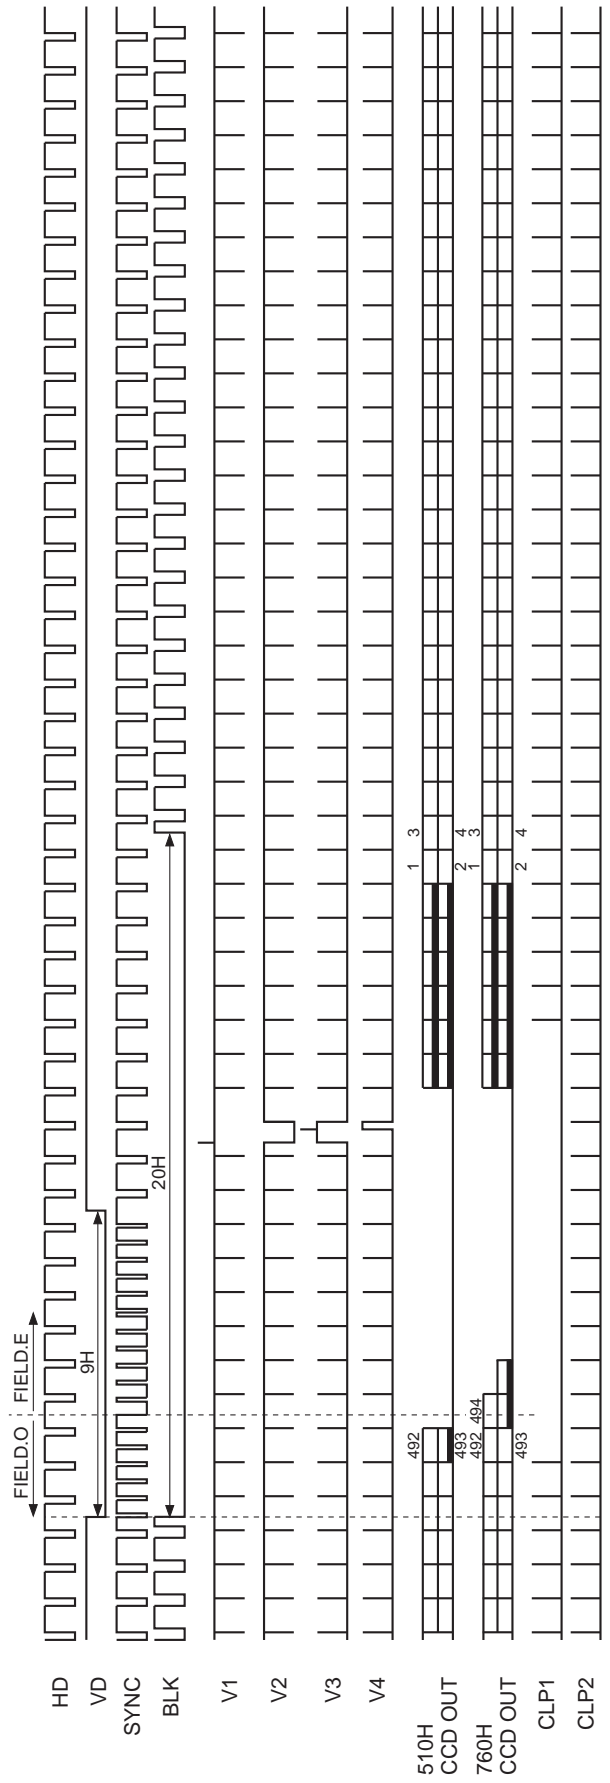 FIELD.O FIELD.E
HD
VD
9H
SYNC
BLK
20H
V1
V2
V3
V4
510H
CCD OUT
492 1 3
493 2 4
760H
CCD OUT
492 494 1 3
493 2 4
CLP1
CLP2